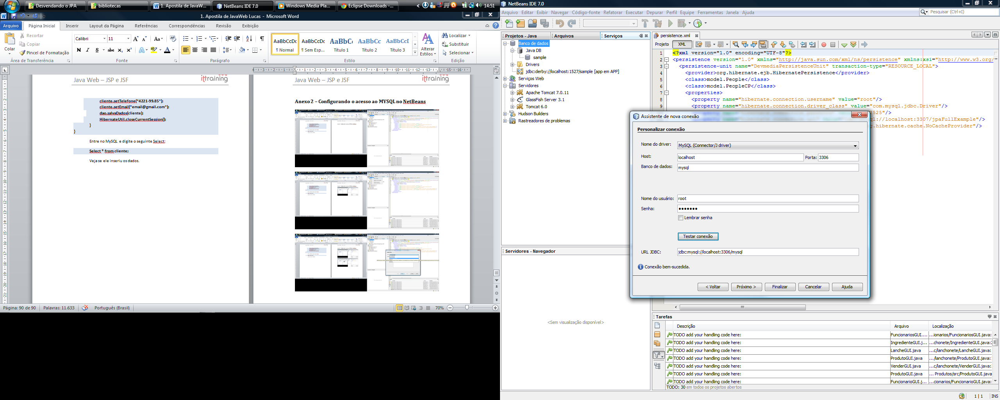 Desvendando o JPA
bibliotecas
1. Apostila de JavaW...
NetBeans IDE 7.0
Windows Media Pla...
Eclipse Downloads -...
14:51
1. Apostila de JavaWeb Lucas - Microsoft Word
Arquivo
Página Inicial
Inserir
Layout da Página
Referências
Correspondências
Revisão
Exibição
Colar
Recortar
Copiar
Pincel de Formatação
Área de Transferência
Calibri
11
N I S abc x₂ x²
Fonte
Parágrafo
AaBbCcDc
¶ Normal
AaBbCcDc
¶ Sem Esp...
AaBbC
Título 1
AaBbCc
Título 2
AaBbCcI
Título 3
Alterar Estilos
Estilo
Localizar
Substituir
Selecionar
Edição
Java Web – JSP e JSF
ittraining
cliente.setTelefone("4221-99.85");
cliente.setEmail("email@gmail.com");
dao.salvaDados(cliente);
HibernateUtil.closeCurrentSession();
}
}
Entre no MySQL e digite o seguinte Select:
Select * from cliente;
Veja se ele inseriu os dados.
Java Web – JSP e JSF
ittraining
Anexo 2 – Configurando o acesso ao MYSQL no NetBeans
Página: 90 de 90
Palavras: 11.633
Português (Brasil)
70%
NetBeans IDE 7.0
Arquivo Editar Exibir Navegar Código-fonte Refatorar Executar Depurar Perfil Equipe Ferramentas Janela Ajuda
Pesquisar (Ctrl+I)
Projetos - Java
Arquivos
Serviços
Banco de dados
Java DB
sample
Drivers
jdbc:derby://localhost:1527/sample [app em APP]
Serviços Web
Servidores
Apache Tomcat 7.0.11
GlassFish Server 3.1
Tomcat 6.0
Hudson Builders
Rastreadores de problemas
Servidores - Navegador
<Sem visualização disponível>
persistence.xml
Projeto
XML
1 <?xml version="1.0" encoding="UTF-8"?>
2 <persistence version="1.0" xmlns="http://java.sun.com/xml/ns/persistence" xmlns:xsi="http://www.w3.org/
3 <persistence-unit name="DevmediaPersistenceUnit" transaction-type="RESOURCE_LOCAL">
4 <provider>org.hibernate.ejb.HibernatePersistence</provider>
5 <class>model.People</class>
6 <class>model.PeopleCP</class>
7 <properties>
8 <property name="hibernate.connection.username" value="root"/>
9 <property name="hibernate.connection.driver_class" value="com.mysql.jdbc.Driver"/>
2525"/>
ql://localhost:3307/jpaFullExample"/>
g.hibernate.cache.NoCacheProvider"/>
Assistente de nova conexão
Personalizar conexão
Nome do driver: MySQL (Connector/J driver)
Host: localhost Porta: 3306
Banco de dados: mysql
Nome do usuário: root
Senha: •••••••
Lembrar senha
Testar conexão
URL JDBC: jdbc:mysql://localhost:3306/mysql
Conexão bem-sucedida.
< Voltar
Próximo >
Finalizar
Cancelar
Ajuda
Tarefas
Descrição Arquivo Localização
TODO add your handling code here: FuncionariosGUI.... ...ionarios/FuncionariosGUI.java:
TODO add your handling code here: IngredienteGUI.j... ...chonete/IngredienteGUI.java:2
TODO add your handling code here: LancheGUI.java ...c/lanchonete/LancheGUI.java:
TODO add your handling code here: ProdutoGUI.java .../lanchonete/ProdutoGUI.java:
TODO add your handling code here: VenderGUI.java ...c/lanchonete/VenderGUI.java:
TODO add your handling code here: ProdutoGUI.java ... Produtos/src/ProdutoGUI.java
TODO add your handling code here: FuncionarioGUI.j... ...cionarios/FuncionarioGUI.java:
TODO: 30 em todos os projetos abertos
1 | 1
INS